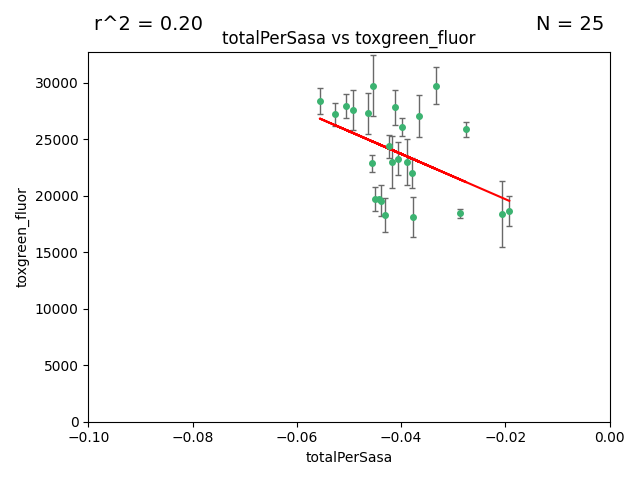 r^2 = 0.20
N = 25
totalPerSasa vs toxgreen_fluor
30000
25000
20000
15000
10000
5000
0
toxgreen_fluor
−0.10
−0.08
−0.06
−0.04
−0.02
0.00
totalPerSasa